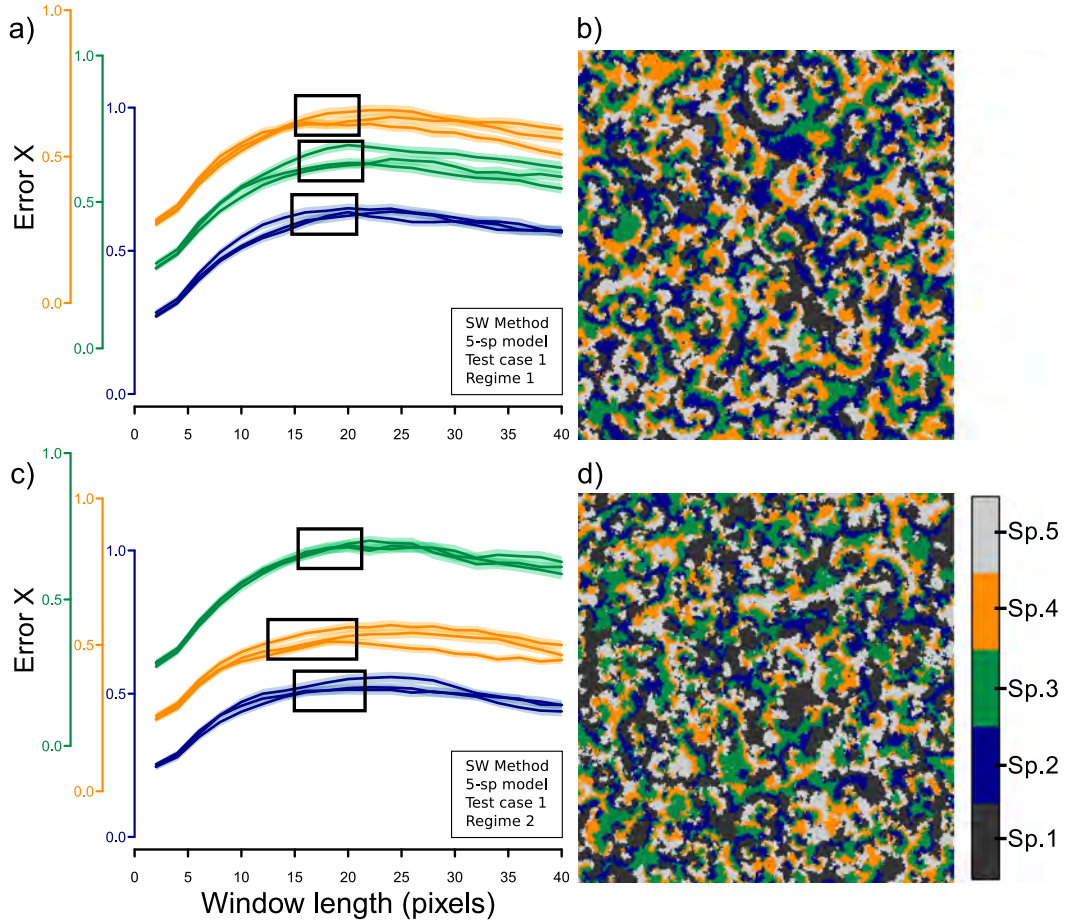 a)
b)
1.0
1.0
1.0
Error X
0.5
0.5
0.5
0.0
0.0
0.0
SW Method
5-sp model
Test case 1
Regime 1
0 5 10 15 20 25 30 35 40
c)
d)
1.0
1.0
1.0
Error X
0.5
0.5
0.5
0.0
0.0
0.0
SW Method
5-sp model
Test case 1
Regime 2
0 5 10 15 20 25 30 35 40
Window length (pixels)
Sp.5
Sp.4
Sp.3
Sp.2
Sp.1